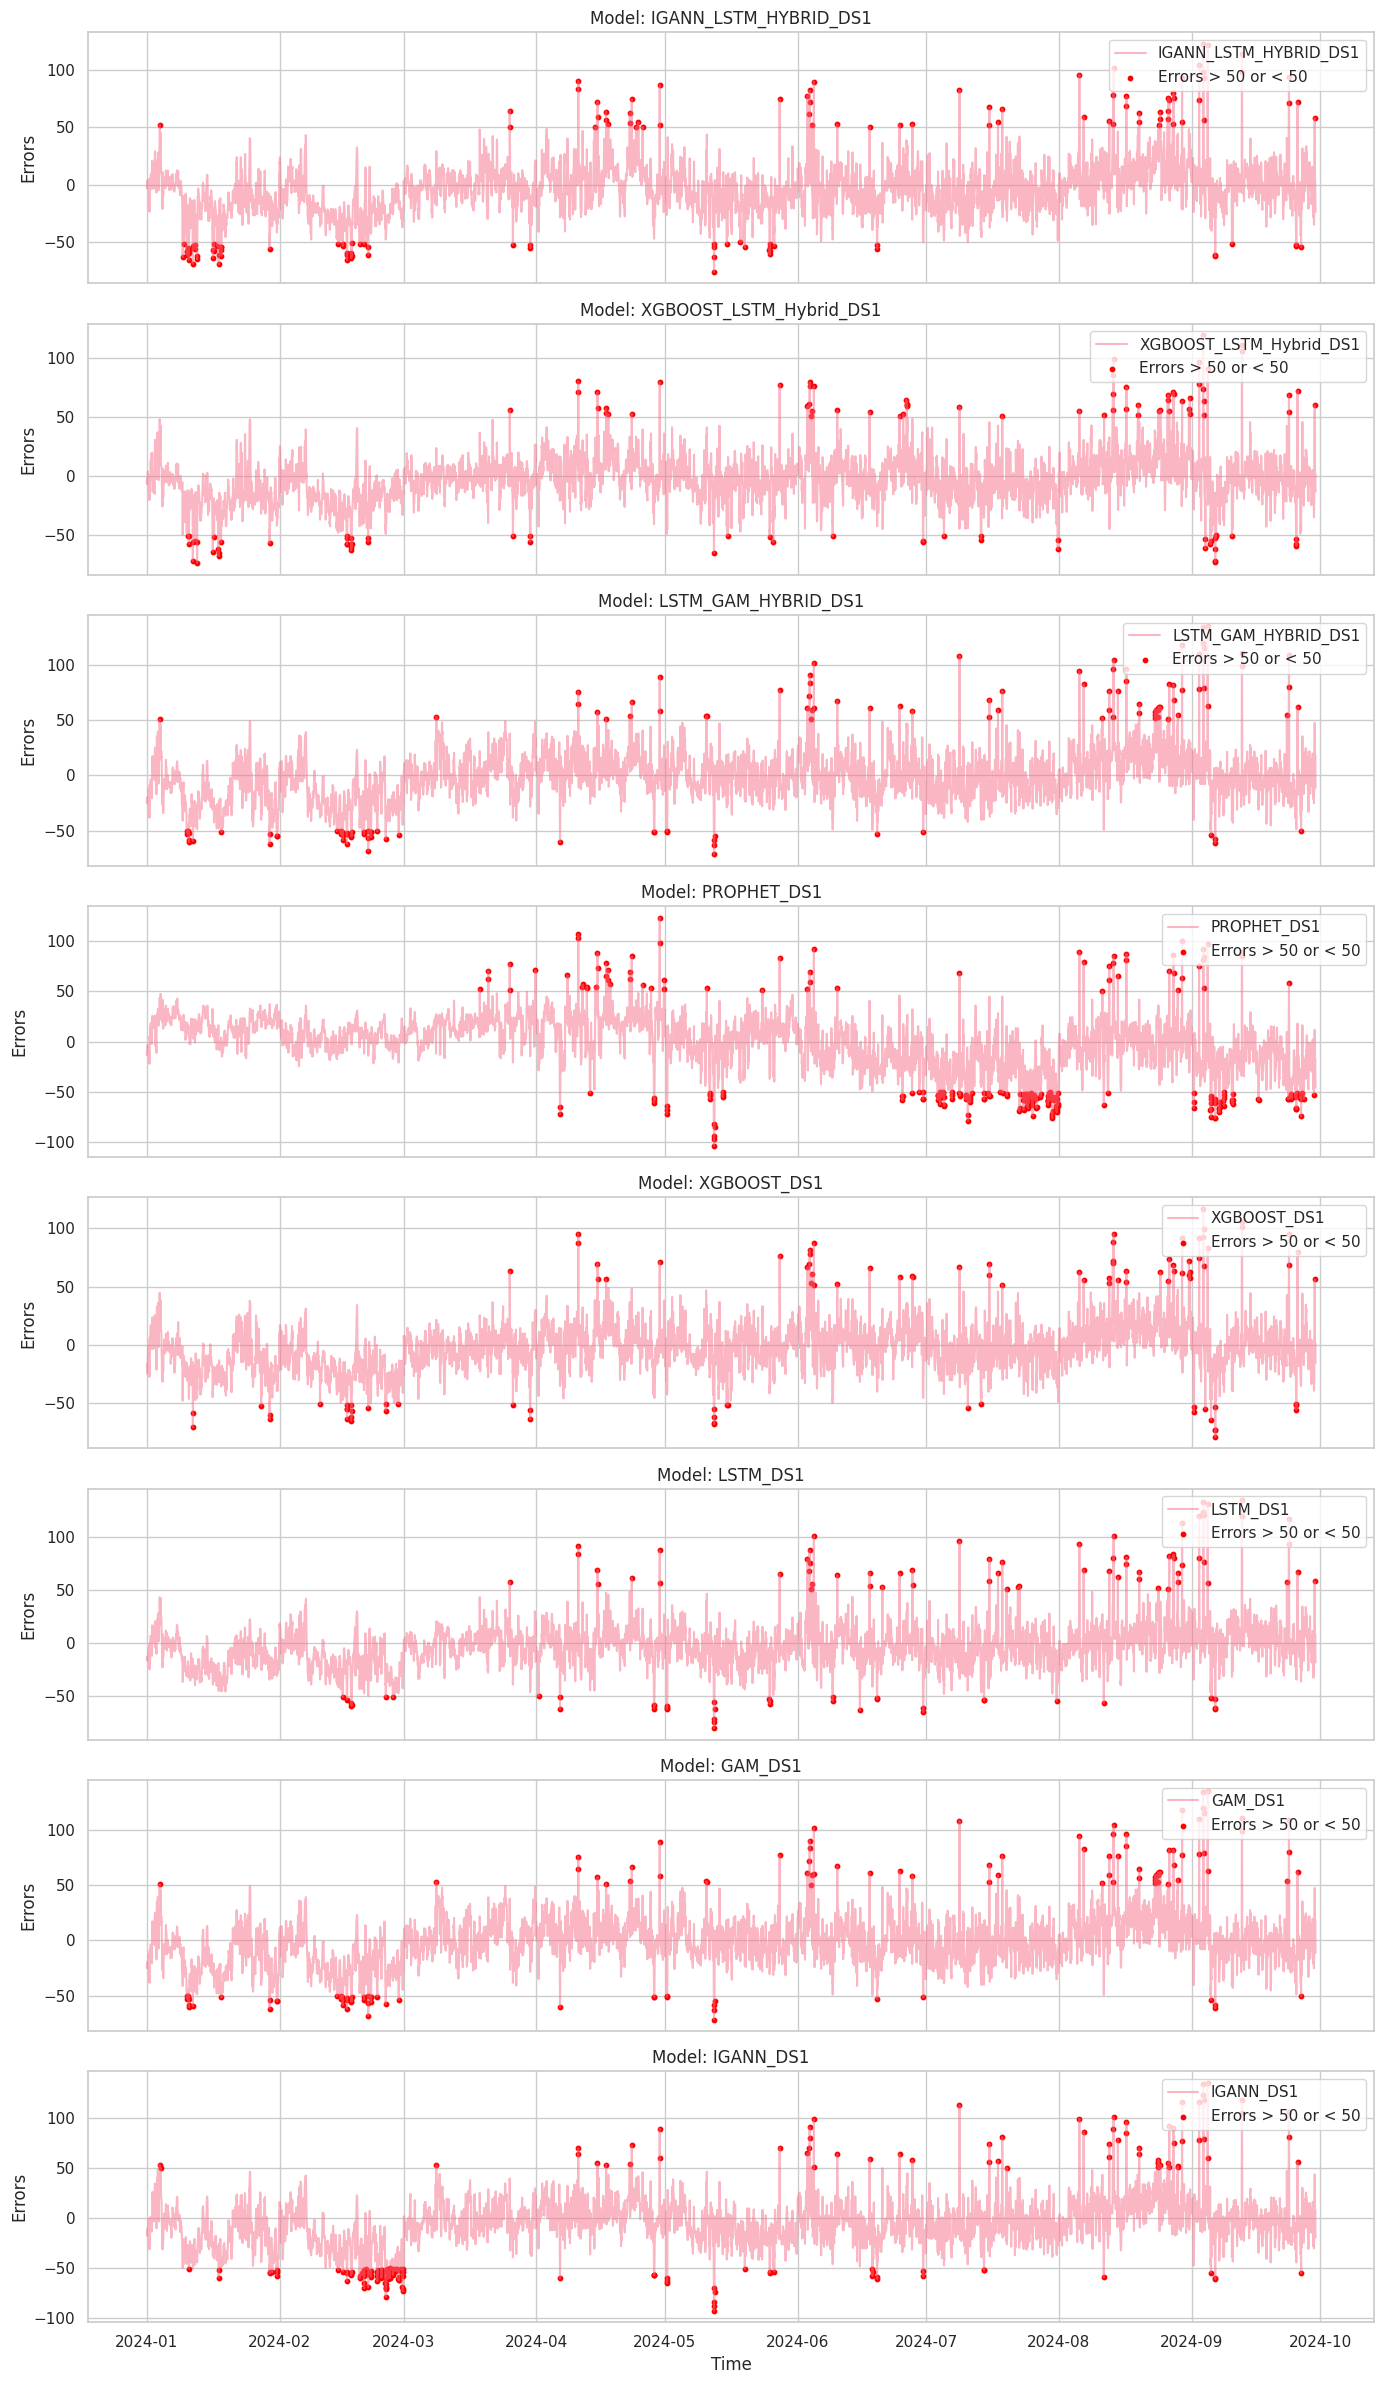 Model: IGANN_LSTM_HYBRID_DS1
IGANN_LSTM_HYBRID_DS1
Errors > 50 or < 50
100
50
0
−50
Errors
Model: XGBOOST_LSTM_Hybrid_DS1
XGBOOST_LSTM_Hybrid_DS1
Errors > 50 or < 50
100
50
0
−50
Errors
Model: LSTM_GAM_HYBRID_DS1
LSTM_GAM_HYBRID_DS1
Errors > 50 or < 50
100
50
0
−50
Errors
Model: PROPHET_DS1
PROPHET_DS1
Errors > 50 or < 50
100
50
0
−50
−100
Errors
Model: XGBOOST_DS1
XGBOOST_DS1
Errors > 50 or < 50
100
50
0
−50
Errors
Model: LSTM_DS1
LSTM_DS1
Errors > 50 or < 50
100
50
0
−50
Errors
Model: GAM_DS1
GAM_DS1
Errors > 50 or < 50
100
50
0
−50
Errors
Model: IGANN_DS1
IGANN_DS1
Errors > 50 or < 50
100
50
0
−50
−100
Errors
2024-01 2024-02 2024-03 2024-04 2024-05 2024-06 2024-07 2024-08 2024-09 2024-10
Time